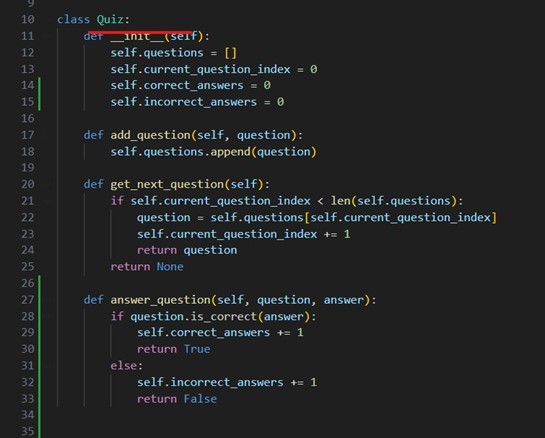 9
10 class Quiz:
11     def __init__(self):
12         self.questions = []
13         self.current_question_index = 0
14         self.correct_answers = 0
15         self.incorrect_answers = 0
16
17     def add_question(self, question):
18         self.questions.append(question)
19
20     def get_next_question(self):
21         if self.current_question_index < len(self.questions):
22             question = self.questions[self.current_question_index]
23             self.current_question_index += 1
24             return question
25         return None
26
27     def answer_question(self, question, answer):
28         if question.is_correct(answer):
29             self.correct_answers += 1
30             return True
31         else:
32             self.incorrect_answers += 1
33             return False
34
35